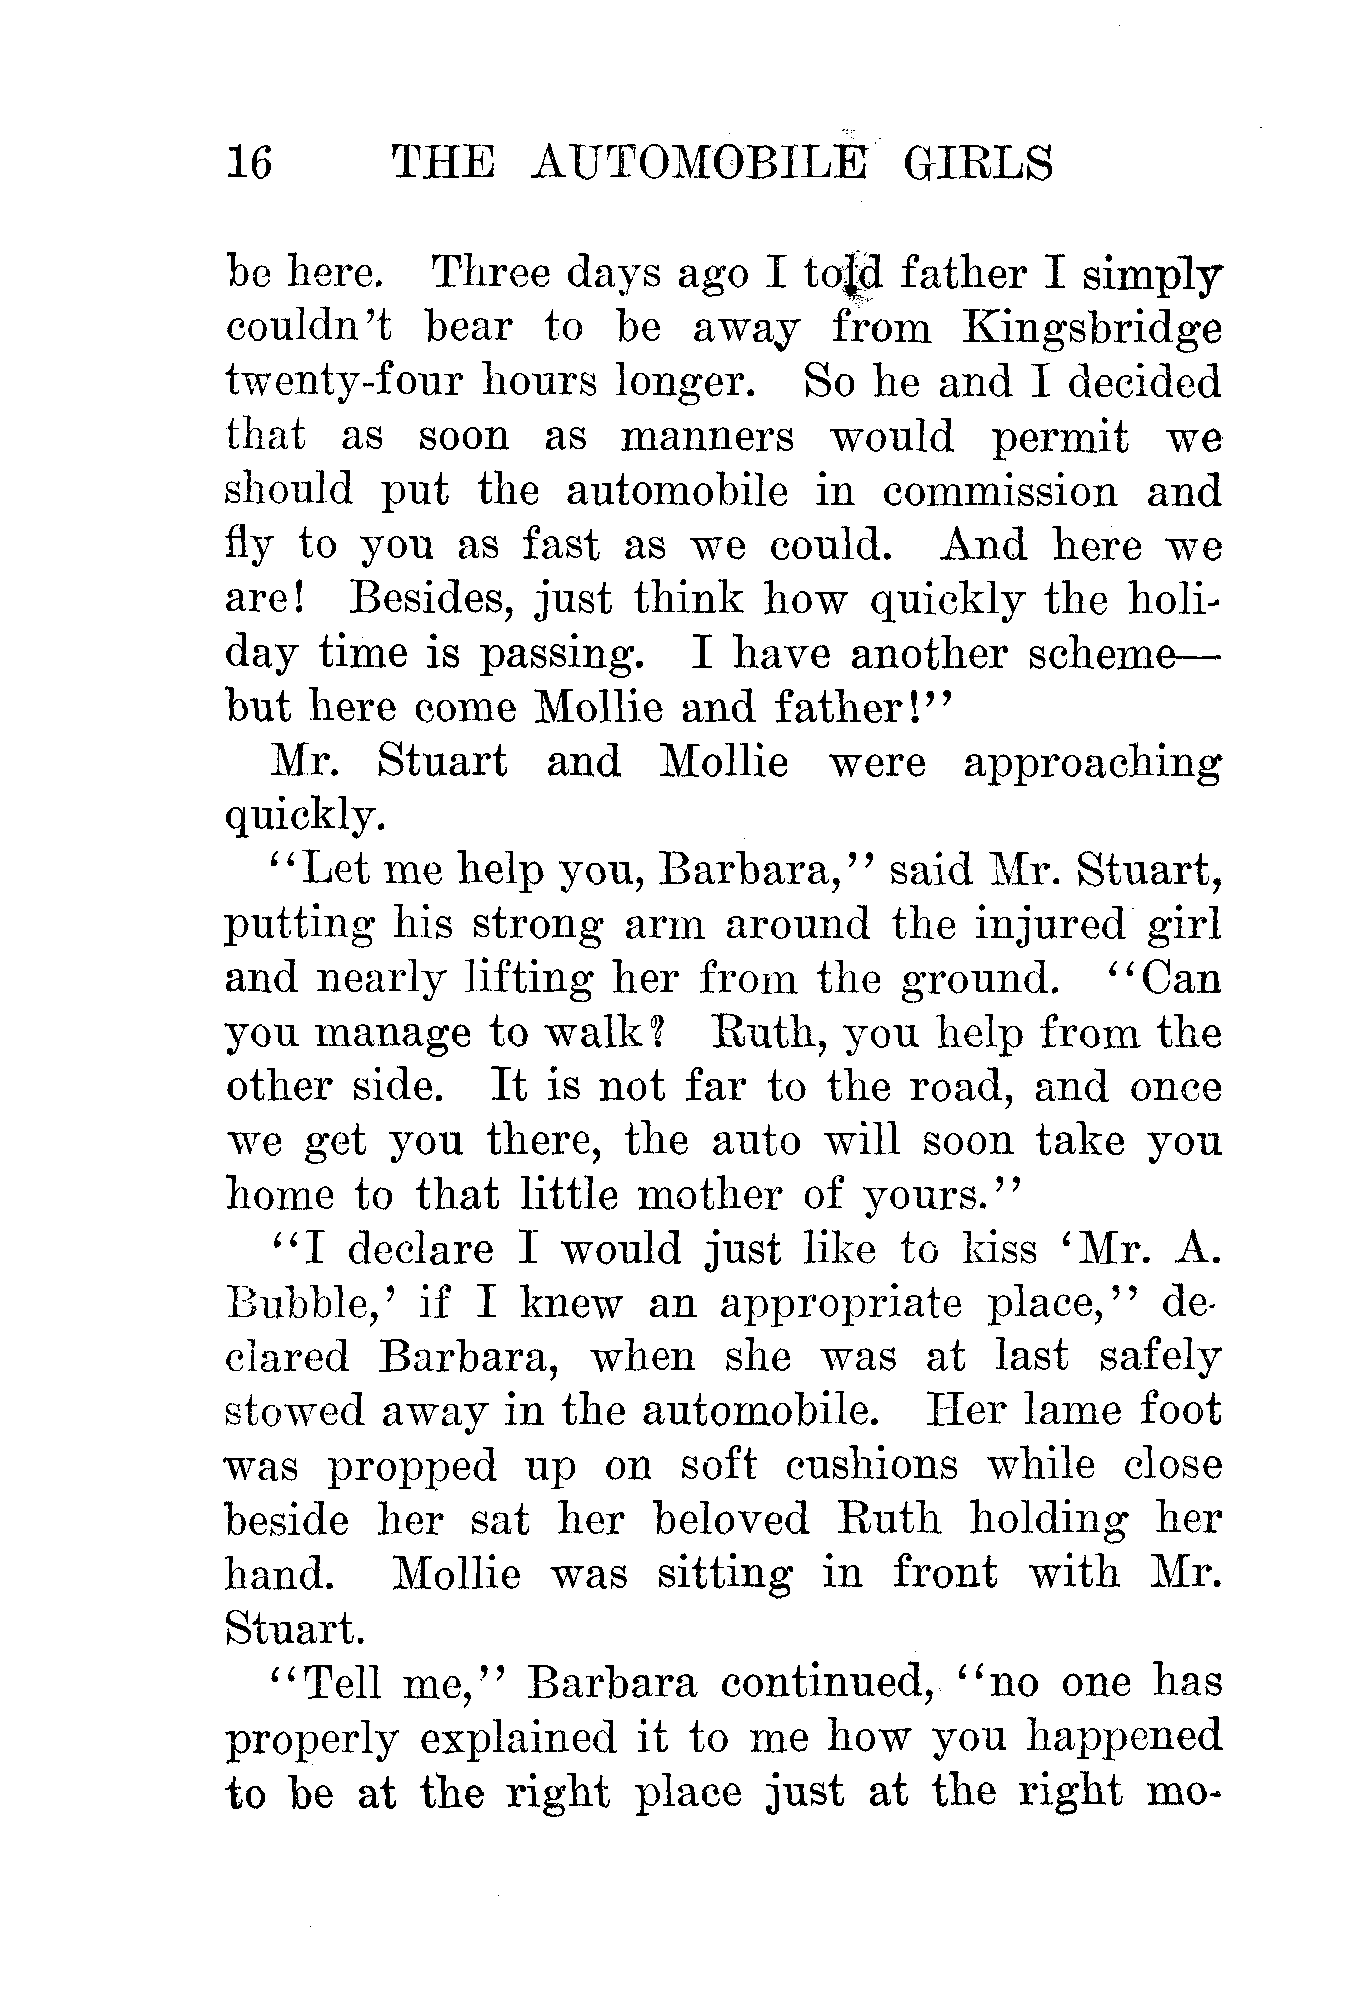 16 THE AUTOMOBILE GIRLS
be here. Three days ago I told father I simply
couldn't bear to be away from Kingsbridge
twenty-four hours longer. So he and I decided
that as soon as manners would permit we
should put the automobile in commission and
fly to you as fast as we could. And here we
are! Besides, just think how quickly the holi-
day time is passing. I have another scheme—
but here come Mollie and father!''
Mr. Stuart and Mollie were approaching
quickly.
‘‘Let me help you, Barbara,’’ said Mr. Stuart,
putting his strong arm around the injured girl
and nearly lifting her from the ground. ‘‘Can
you manage to walk? Ruth, you help from the
other side. It is not far to the road, and once
we get you there, the auto will soon take you
home to that little mother of yours.’’
‘‘I declare I would just like to kiss ‘Mr. A.
Bubble,’ if I knew an appropriate place,’’ de-
clared Barbara, when she was at last safely
stowed away in the automobile. Her lame foot
was propped up on soft cushions while close
beside her sat her beloved Ruth holding her
hand. Mollie was sitting in front with Mr.
Stuart.
‘‘Tell me,’’ Barbara continued, ‘‘no one has
properly explained it to me how you happened
to be at the right place just at the right mo-